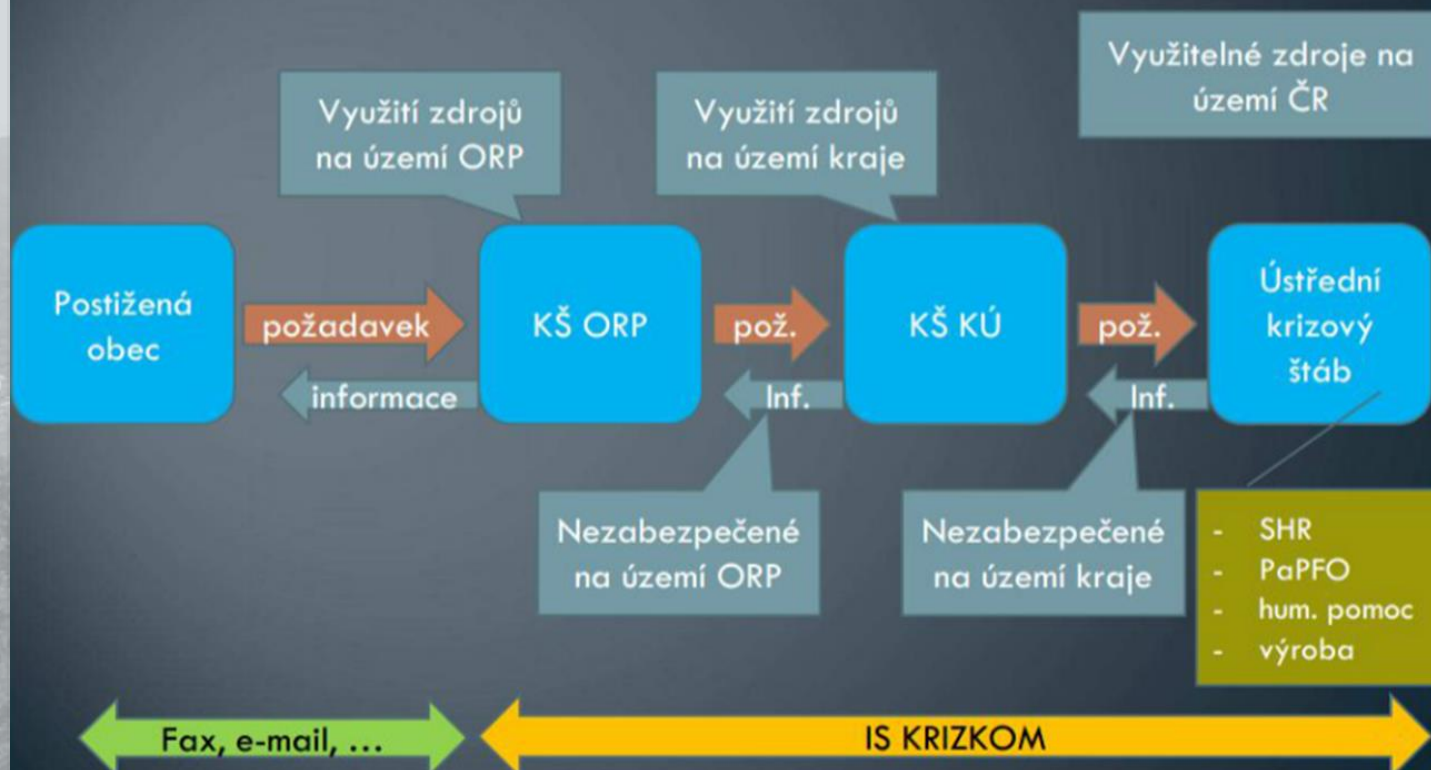 Využitelné zdroje na
území ČR
Využití zdrojů
na území ORP
Využití zdrojů
na území kraje
Postižená
obec
požadavek
informace
KŠ ORP
pož.
Inf.
KŠ KÚ
pož.
Inf.
Ústřední
krizový
štáb
Nezabezpečené
na území ORP
Nezabezpečené
na území kraje
- SHR
- PaPFO
- hum. pomoc
- výroba
Fax, e-mail, ...
IS KRIZKOM